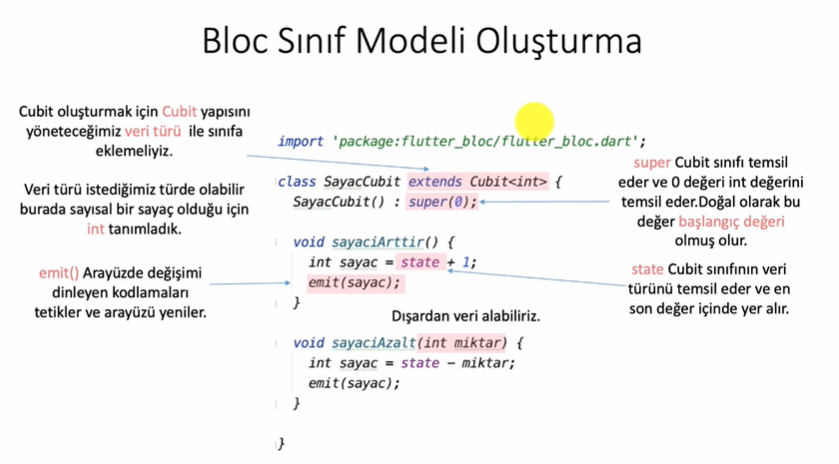 Bloc Sınıf Modeli Oluşturma
Cubit oluşturmak için Cubit yapısını
yöneteceğimiz veri türü ile sınıfa
eklemeliyiz.
Veri türü istediğimiz türde olabilir
burada sayısal bir sayaç olduğu için
int tanımladık.
emit() Arayüzde değişimi
dinleyen kodlamaları
tetikler ve arayüzü yeniler.
import 'package:flutter_bloc/flutter_bloc.dart';
class SayacCubit extends Cubit<int> {
SayacCubit() : super(0);
void sayaciArttir() {
int sayac = state + 1;
emit(sayac);
}
Dışardan veri alabiliriz.
void sayaciAzalt(int miktar) {
int sayac = state - miktar;
emit(sayac);
}
}
super Cubit sınıfı temsil
eder ve 0 değeri int değerini
temsil eder.Doğal olarak bu
değer başlangıç değeri
olmuş olur.
state Cubit sınıfının veri
türünü temsil eder ve en
son değer içinde yer alır.